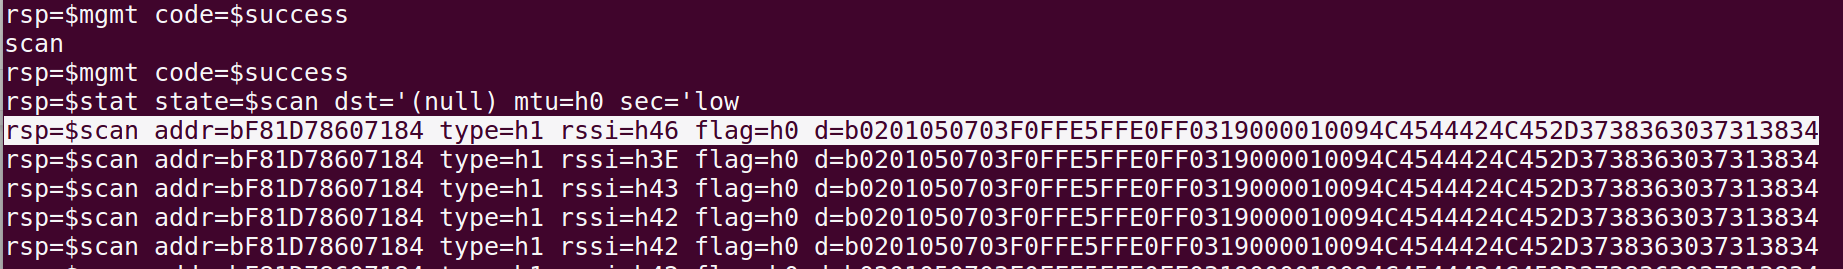 rsp=$mgmt code=$success
scan
rsp=$mgmt code=$success
rsp=$stat state=$scan dst='(null) mtu=h0 sec='low
rsp=$scan addr=bF81D78607184 type=h1 rssi=h46 flag=h0 d=b0201050703F0FFE5FFE0FF0319000010094C4544424C452D3738363037313834
rsp=$scan addr=bF81D78607184 type=h1 rssi=h3E flag=h0 d=b0201050703F0FFE5FFE0FF0319000010094C4544424C452D3738363037313834
rsp=$scan addr=bF81D78607184 type=h1 rssi=h43 flag=h0 d=b0201050703F0FFE5FFE0FF0319000010094C4544424C452D3738363037313834
rsp=$scan addr=bF81D78607184 type=h1 rssi=h42 flag=h0 d=b0201050703F0FFE5FFE0FF0319000010094C4544424C452D3738363037313834
rsp=$scan addr=bF81D78607184 type=h1 rssi=h42 flag=h0 d=b0201050703F0FFE5FFE0FF0319000010094C4544424C452D3738363037313834